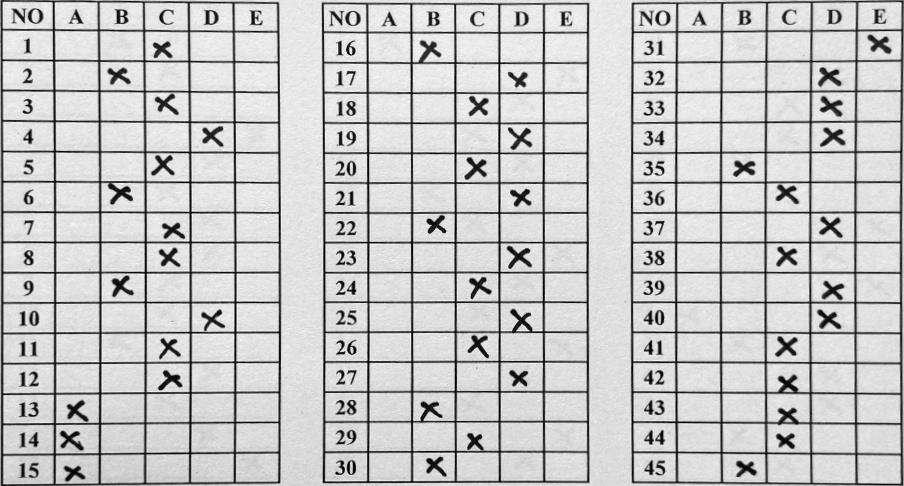 NO A B C D E NO A B C D E NO A B C D E
1 X 16 X 31 X
2 X 17 X 32 X
3 X 18 X 33 X
4 X 19 X 34 X
5 X 20 X 35 X
6 X 21 X 36 X
7 X 22 X 37 X
8 X 23 X 38 X
9 X 24 X 39 X
10 X 25 X 40 X
11 X 26 X 41 X
12 X 27 X 42 X
13 X 28 X 43 X
14 X 29 X 44 X
15 X 30 X 45 X